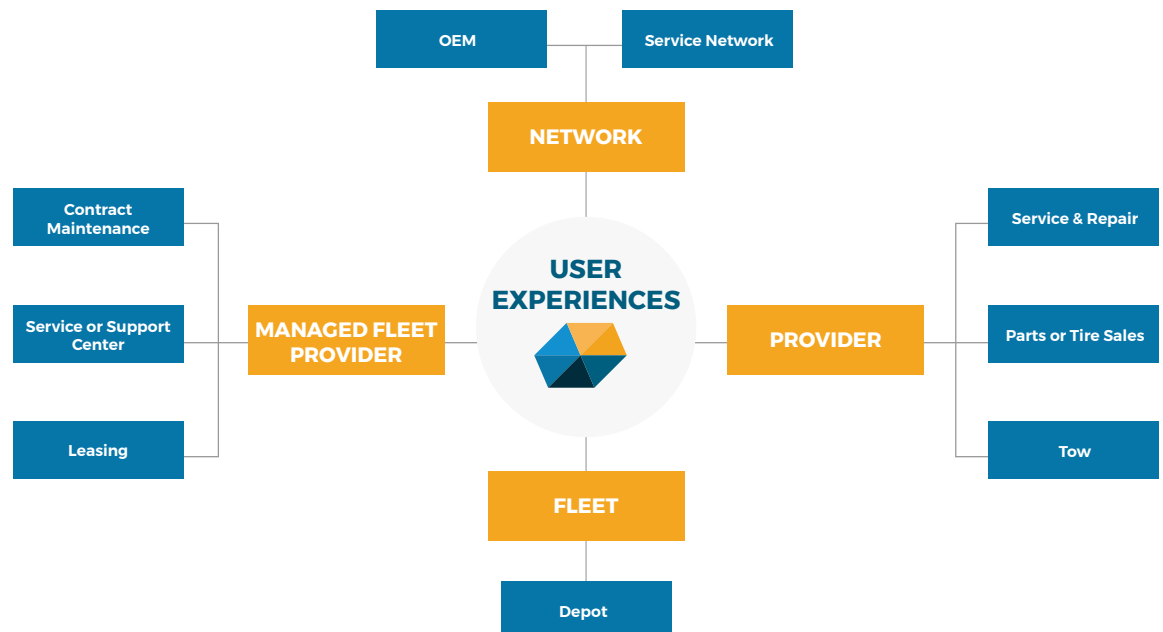 OEM
Service Network
NETWORK
Contract
Maintenance
Service & Repair
USER
EXPERIENCES
Service or Support
Center
MANAGED FLEET
PROVIDER
PROVIDER
Parts or Tire Sales
Leasing
Tow
FLEET
Depot